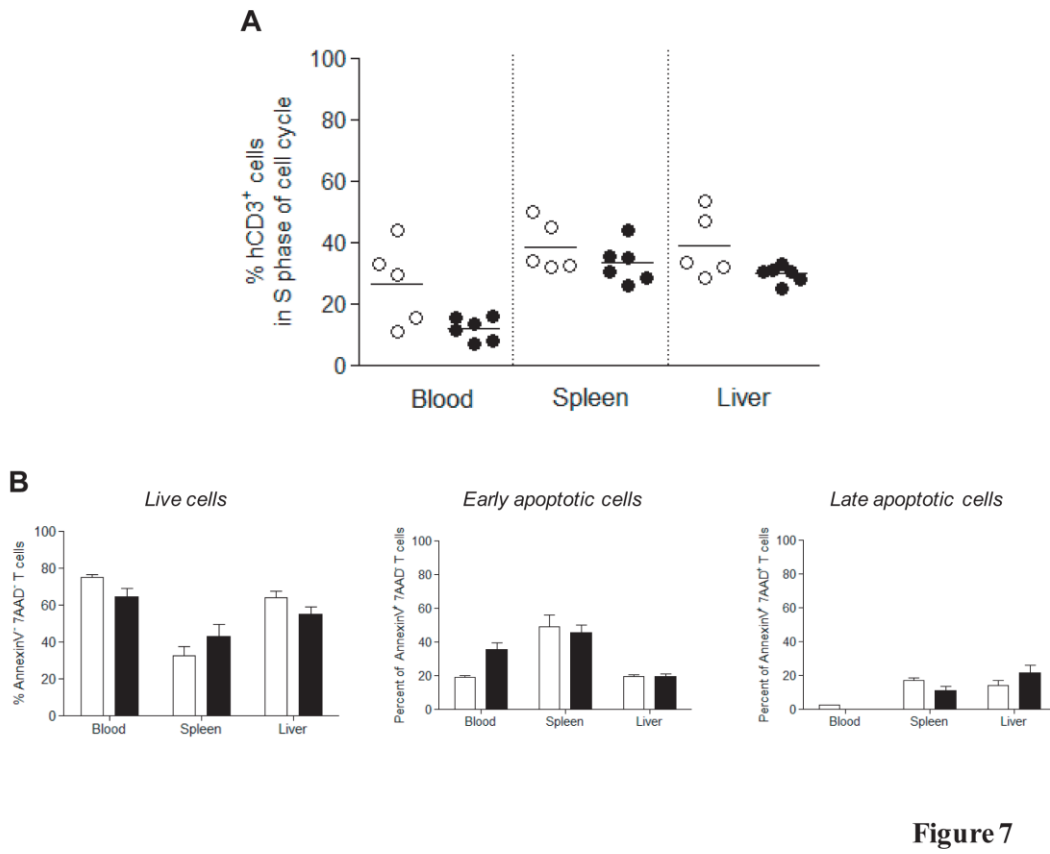 A
% hCD3⁺ cells
in S phase of cell cycle
100
80
60
40
20
0
Blood Spleen Liver
B
Live cells
% AnnexinV⁻ 7AAD⁻ T cells
100
80
60
40
20
0
Blood Spleen Liver
Early apoptotic cells
Percent of AnnexinV⁺ 7AAD⁻ T cells
100
80
60
40
20
0
Blood Spleen Liver
Late apoptotic cells
Percent of AnnexinV⁺ 7AAD⁺ T cells
100
80
60
40
20
0
Blood Spleen Liver
Figure 7